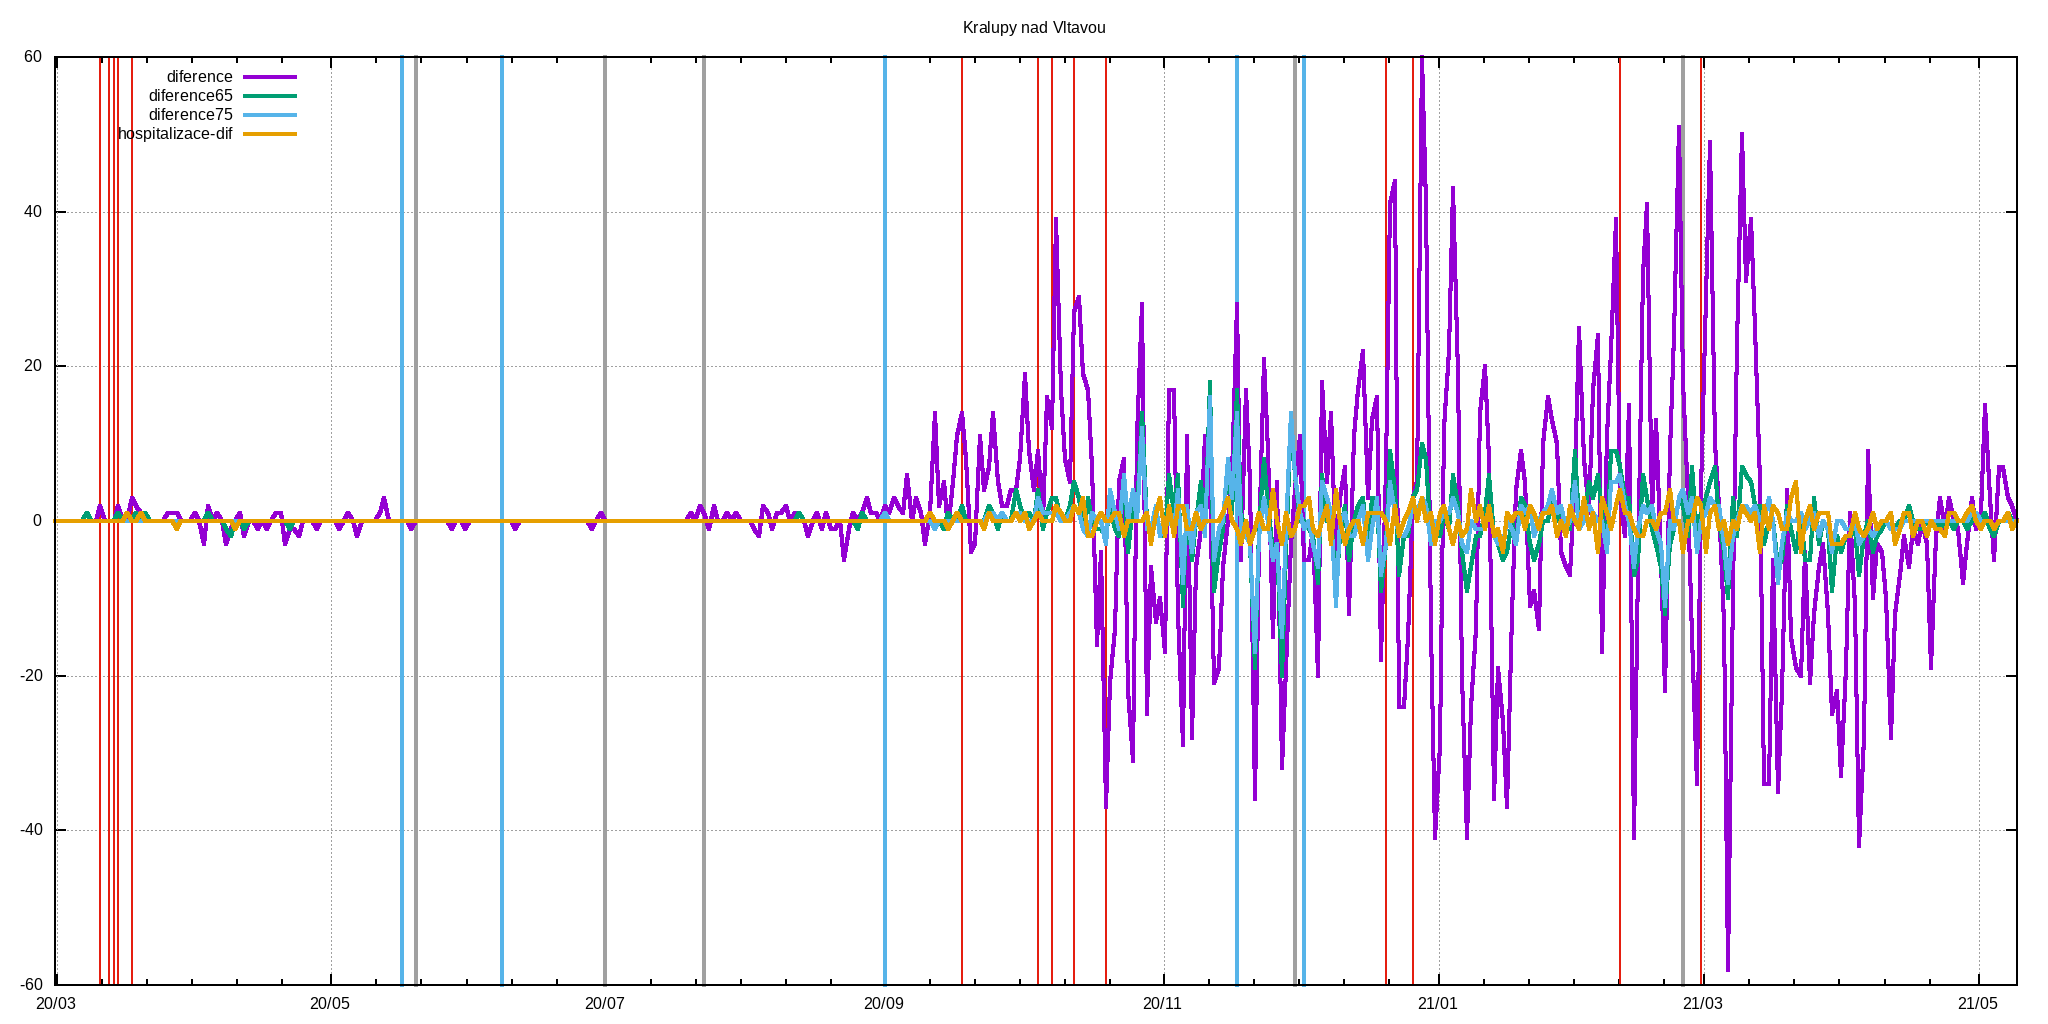 Kralupy nad Vltavou
diference
diference65
diference75
hospitalizace-dif
60
40
20
0
-20
-40
-60
20/03 20/05 20/07 20/09 20/11 21/01 21/03 21/05